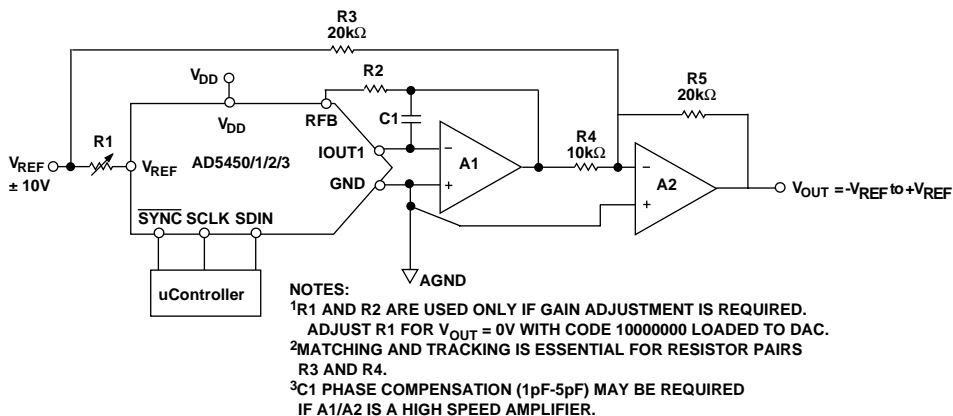 R3
20kΩ
R2
R5
20kΩ
VDD
VDD
RFB
C1
R1
R4
10kΩ
IOUT1
A1
VREF
± 10V
VREF
AD5450/1/2/3
GND
A2
VOUT = -VREF to +VREF
SYNC SCLK SDIN
AGND
uController
NOTES:
1R1 AND R2 ARE USED ONLY IF GAIN ADJUSTMENT IS REQUIRED.
ADJUST R1 FOR VOUT = 0V WITH CODE 10000000 LOADED TO DAC.
2MATCHING AND TRACKING IS ESSENTIAL FOR RESISTOR PAIRS
R3 AND R4.
3C1 PHASE COMPENSATION (1pF-5pF) MAY BE REQUIRED
IF A1/A2 IS A HIGH SPEED AMPLIFIER.